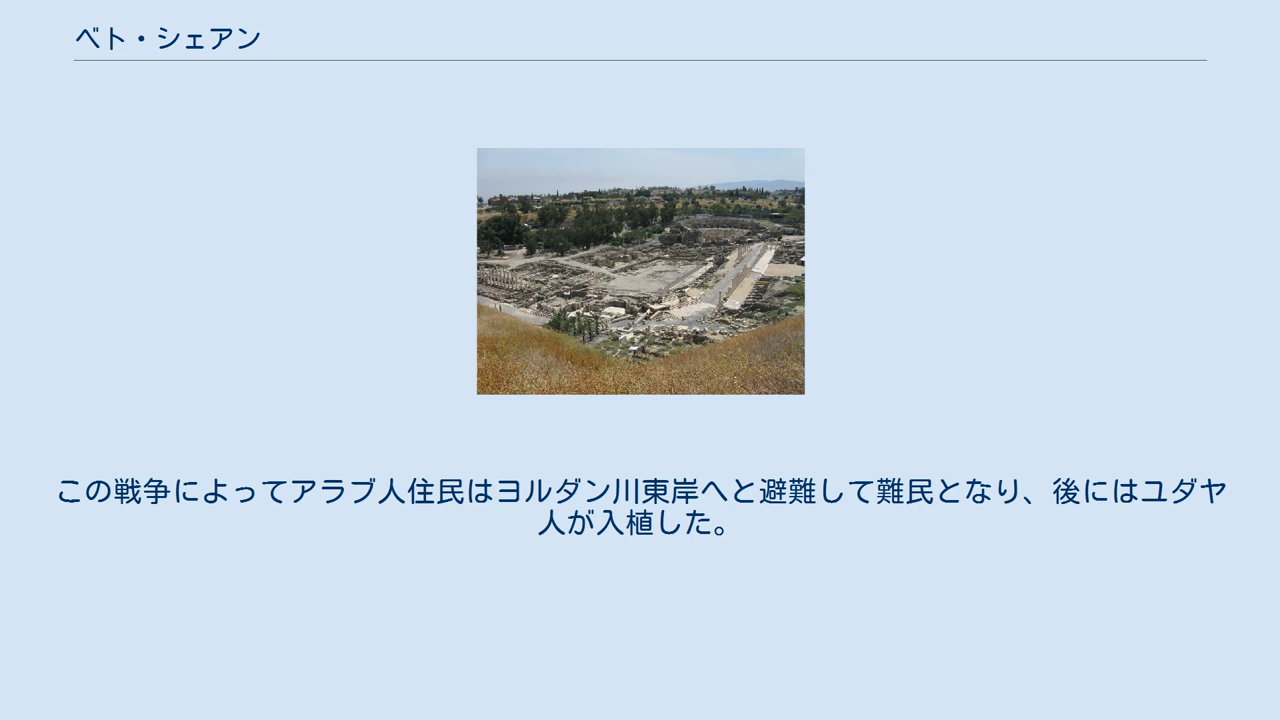 ベト・シェアン
この戦争によってアラブ人住民はヨルダン川東岸へと避難して難民となり、後にはユダヤ
人が入植した。